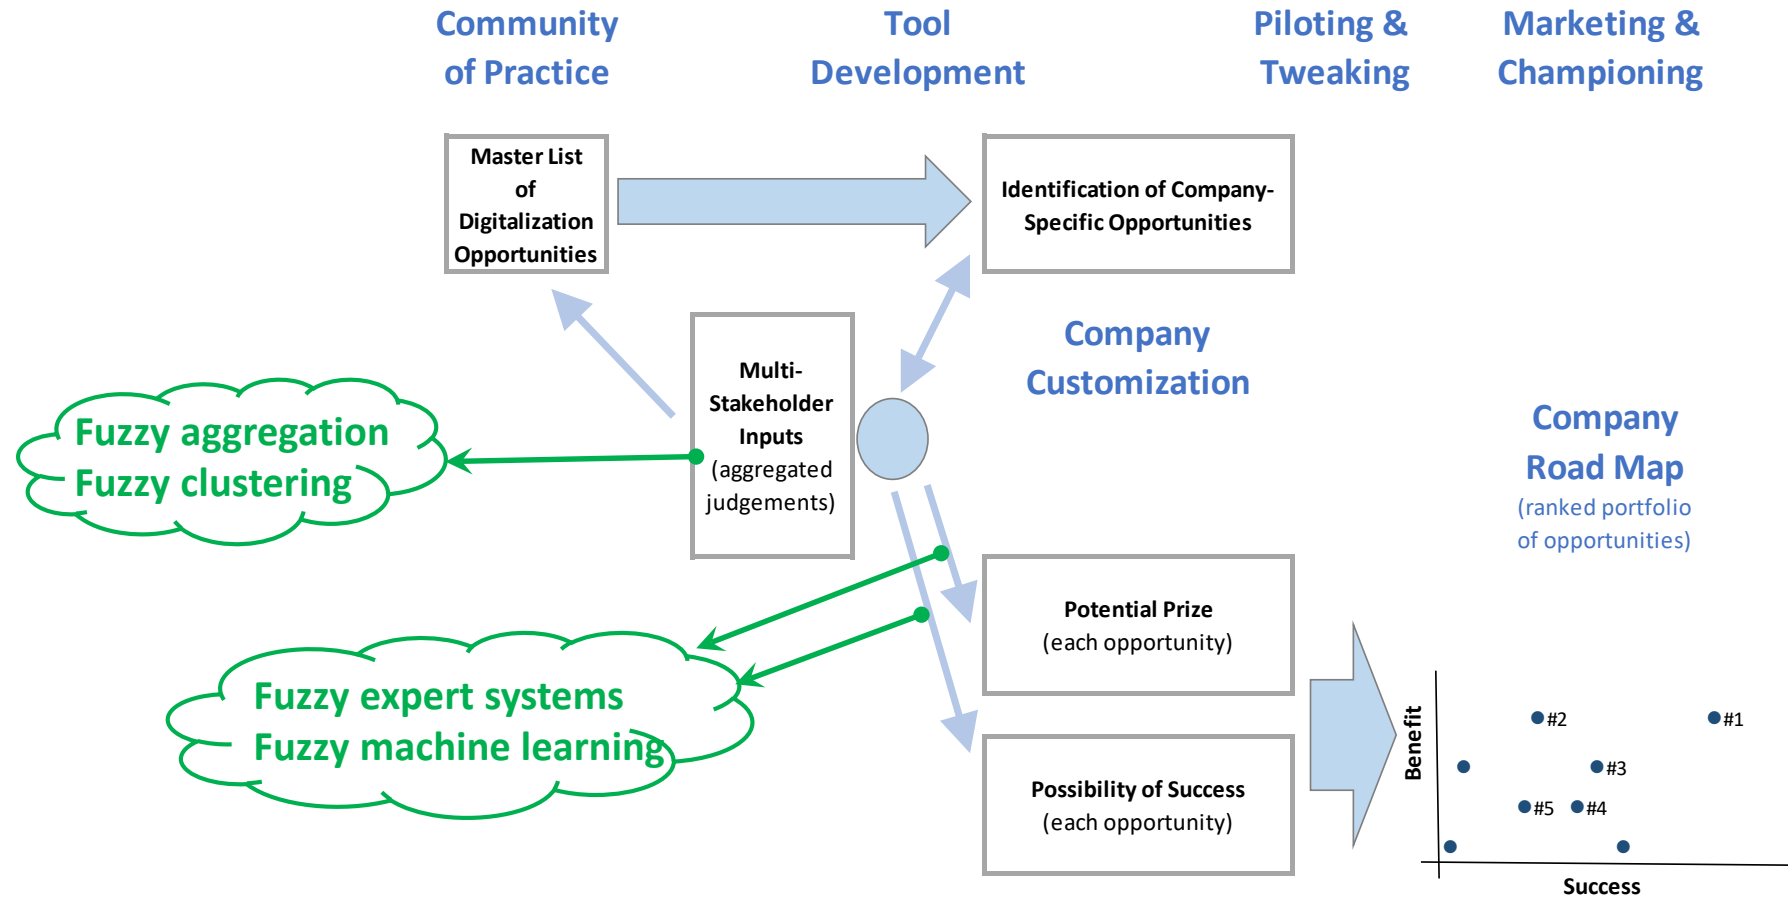 Community
of Practice
Tool
Development
Piloting &
Tweaking
Marketing &
Championing
Master List
of
Digitalization
Opportunities
Identification of Company-
Specific Opportunities
Multi-
Stakeholder
Inputs
(aggregated
judgements)
Company
Customization
Fuzzy aggregation
Fuzzy clustering
Company
Road Map
(ranked portfolio
of opportunities)
Potential Prize
(each opportunity)
Fuzzy expert systems
Fuzzy machine learning
Possibility of Success
(each opportunity)
Benefit
#2
#1
#3
#5
#4
Success